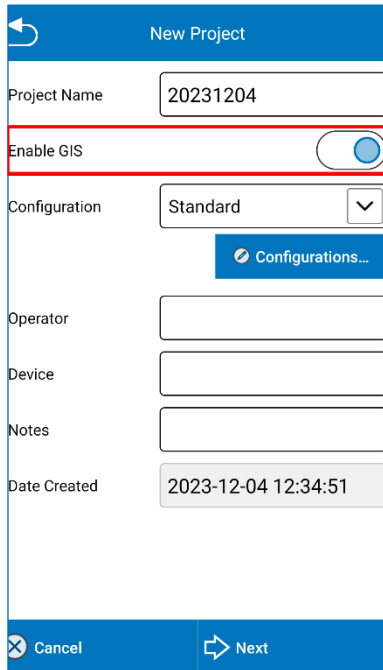 New Project
Project Name 20231204
Enable GIS
Configuration Standard
Configurations...
Operator
Device
Notes
Date Created 2023-12-04 12:34:51
Cancel Next